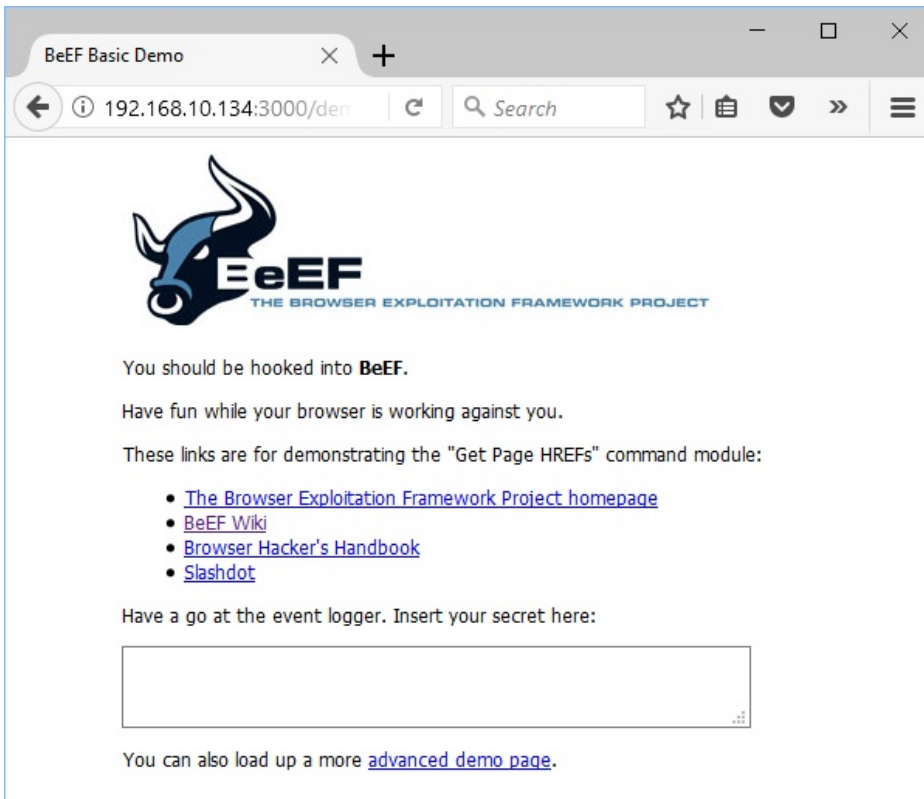 BeEF Basic Demo
192.168.10.134:3000/dem
Search
BeEF
THE BROWSER EXPLOITATION FRAMEWORK PROJECT
You should be hooked into BeEF.
Have fun while your browser is working against you.
These links are for demonstrating the "Get Page HREFs" command module:
The Browser Exploitation Framework Project homepage
BeEF Wiki
Browser Hacker's Handbook
Slashdot
Have a go at the event logger. Insert your secret here:
You can also load up a more advanced demo page.